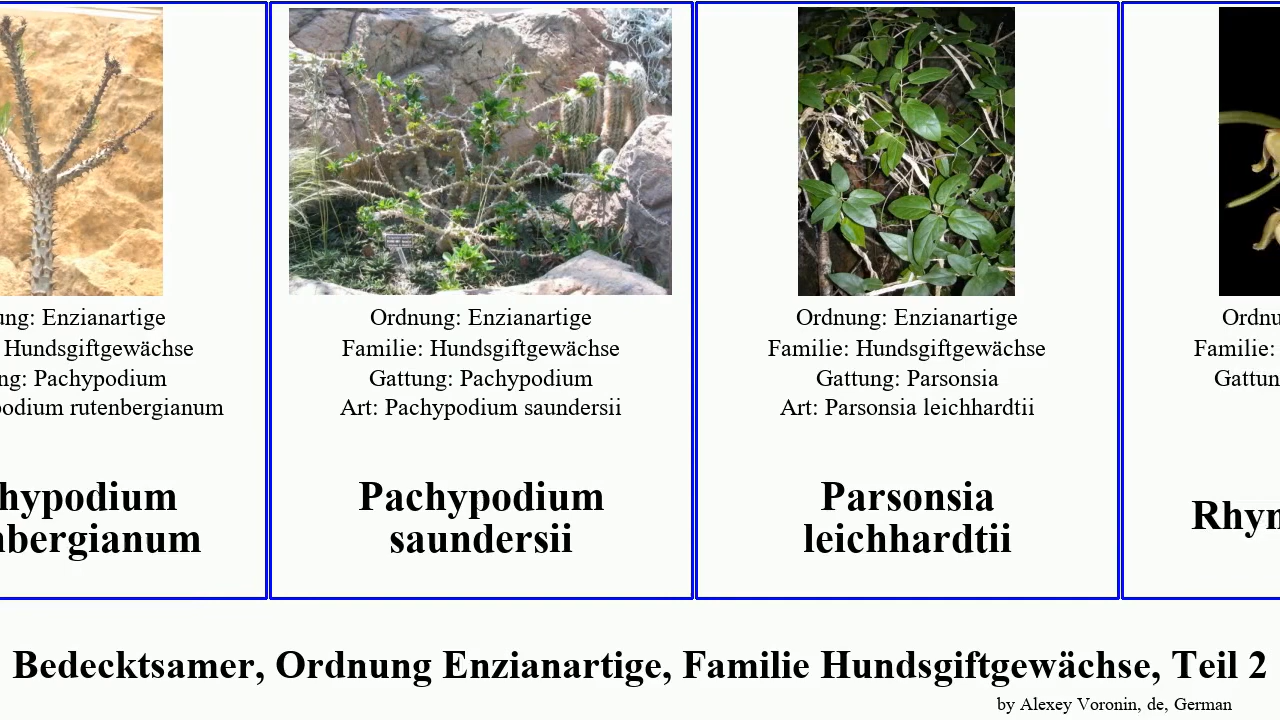 ung: Enzianartige
Hundsgiftgewächse
ng: Pachypodium
podium rutenbergianum
hypodium
nbergianum
Ordnung: Enzianartige
Familie: Hundsgiftgewächse
Gattung: Pachypodium
Art: Pachypodium saundersii
Pachypodium
saundersii
Ordnung: Enzianartige
Familie: Hundsgiftgewächse
Gattung: Parsonsia
Art: Parsonsia leichhardtii
Parsonsia
leichhardtii
Ordnu
Familie:
Gattun
Rhyn
Bedecktsamer, Ordnung Enzianartige, Familie Hundsgiftgewächse, Teil 2
by Alexey Voronin, de, German